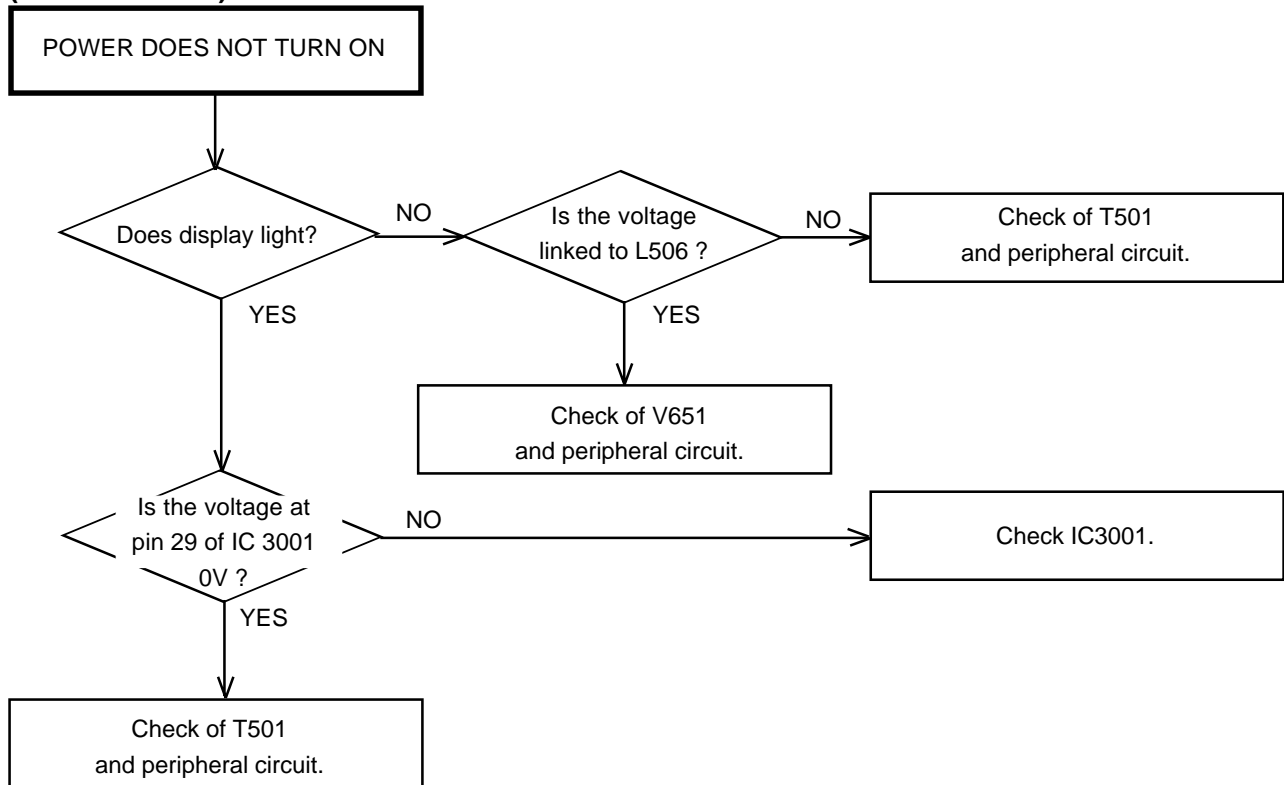 POWER DOES NOT TURN ON
Does display light?
NO
Is the voltage
linked to L506 ?
NO
Check of T501
and peripheral circuit.
YES
YES
Check of V651
and peripheral circuit.
Is the voltage at
pin 29 of IC 3001
0V ?
NO
Check IC3001.
YES
Check of T501
and peripheral circuit.